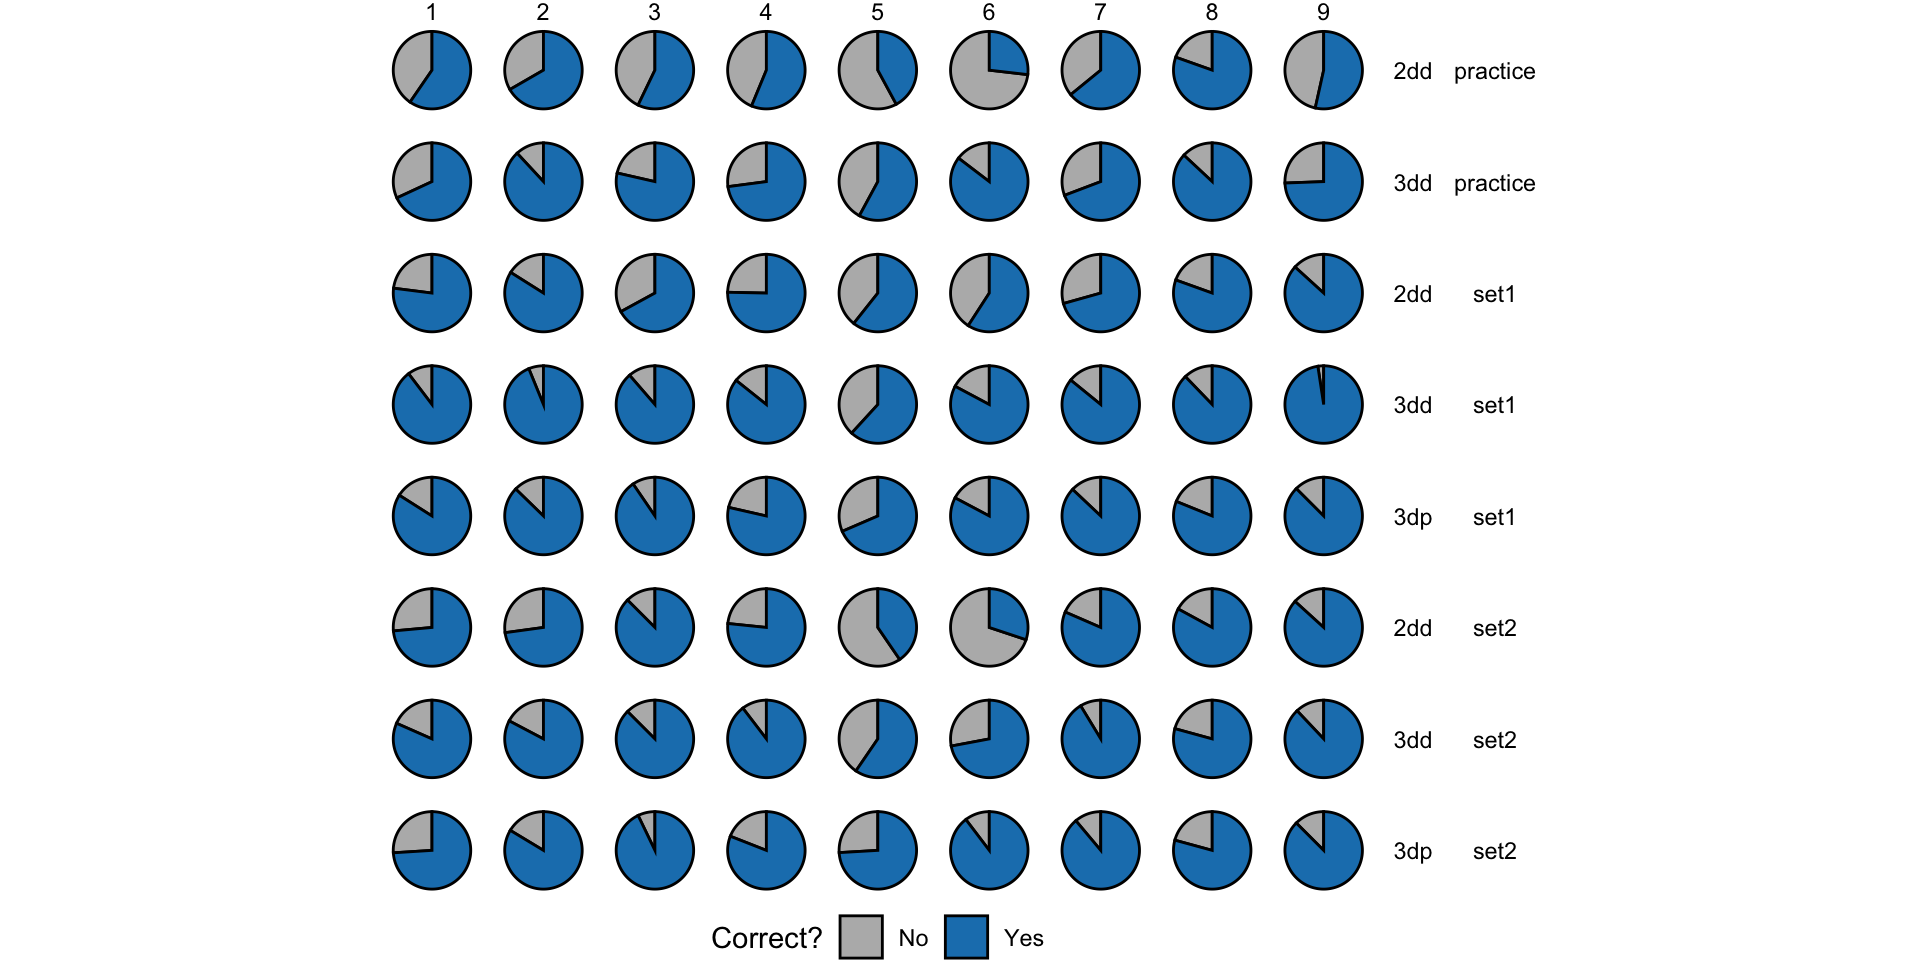 1 2 3 4 5 6 7 8 9
2dd practice
3dd practice
2dd set1
3dd set1
3dp set1
2dd set2
3dd set2
3dp set2
Correct? No Yes